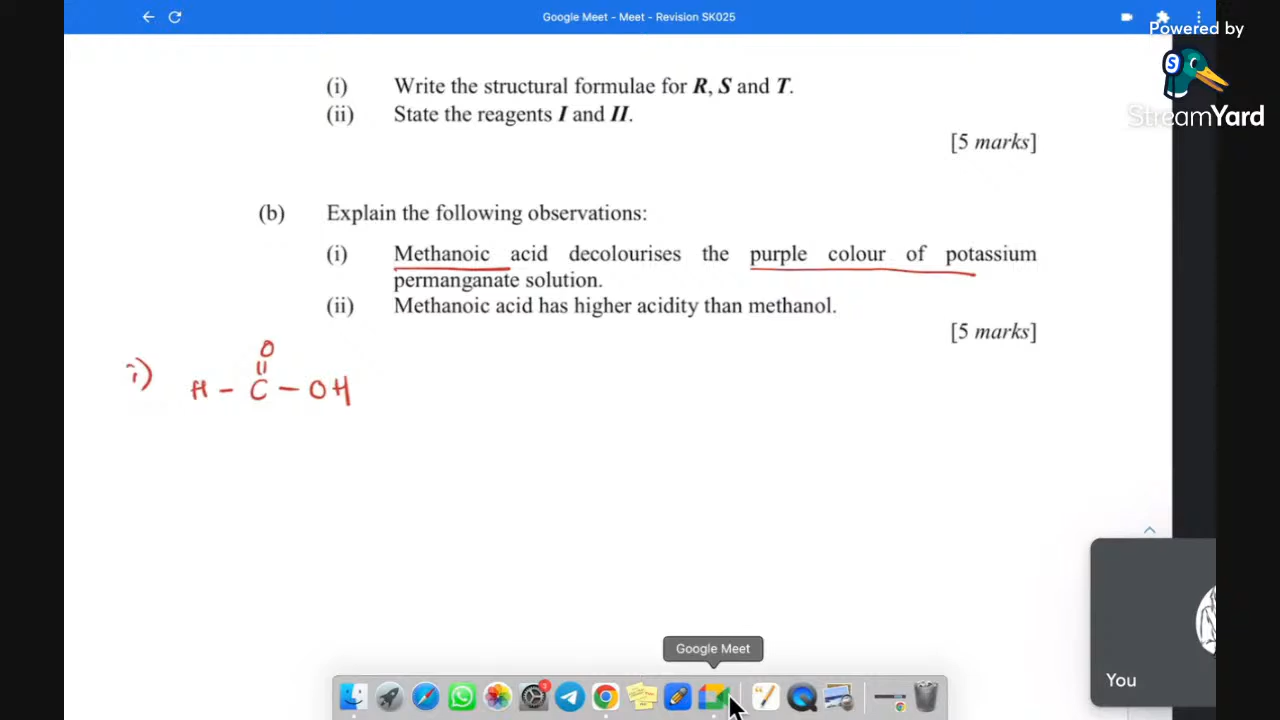 Google Meet - Meet - Revision SK025
Powered by
StreamYard
(i) Write the structural formulae for R, S and T.
(ii) State the reagents I and II.
[5 marks]
(b) Explain the following observations:
(i) Methanoic acid decolourises the purple colour of potassium
permanganate solution.
(ii) Methanoic acid has higher acidity than methanol.
[5 marks]
i)
O
H - C - OH
Google Meet
You